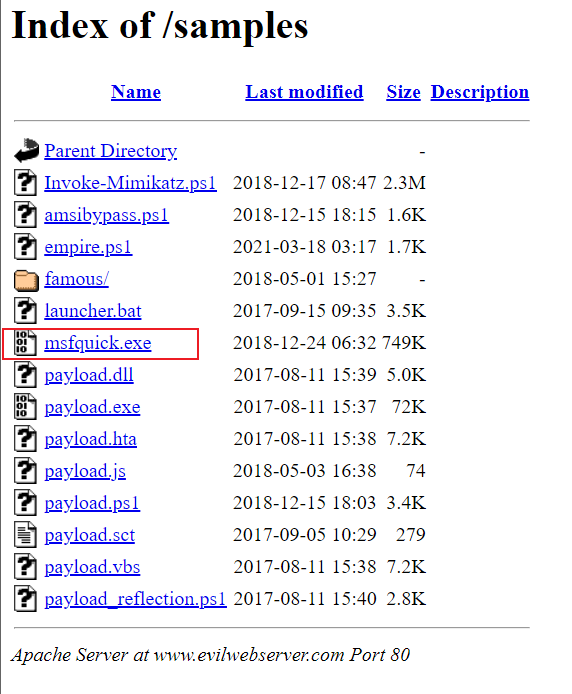 Index of /samples
Name Last modified Size Description
Parent Directory -
Invoke-Mimikatz.ps1 2018-12-17 08:47 2.3M
amsibypass.ps1 2018-12-15 18:15 1.6K
empire.ps1 2021-03-18 03:17 1.7K
famous/ 2018-05-01 15:27 -
launcher.bat 2017-09-15 09:35 3.5K
msfquick.exe 2018-12-24 06:32 749K
payload.dll 2017-08-11 15:39 5.0K
payload.exe 2017-08-11 15:37 72K
payload.hta 2017-08-11 15:38 7.2K
payload.js 2018-05-03 16:38 74
payload.ps1 2018-12-15 18:03 3.4K
payload.sct 2017-09-05 10:29 279
payload.vbs 2017-08-11 15:38 7.2K
payload_reflection.ps1 2017-08-11 15:40 2.8K
Apache Server at www.evilwebserver.com Port 80